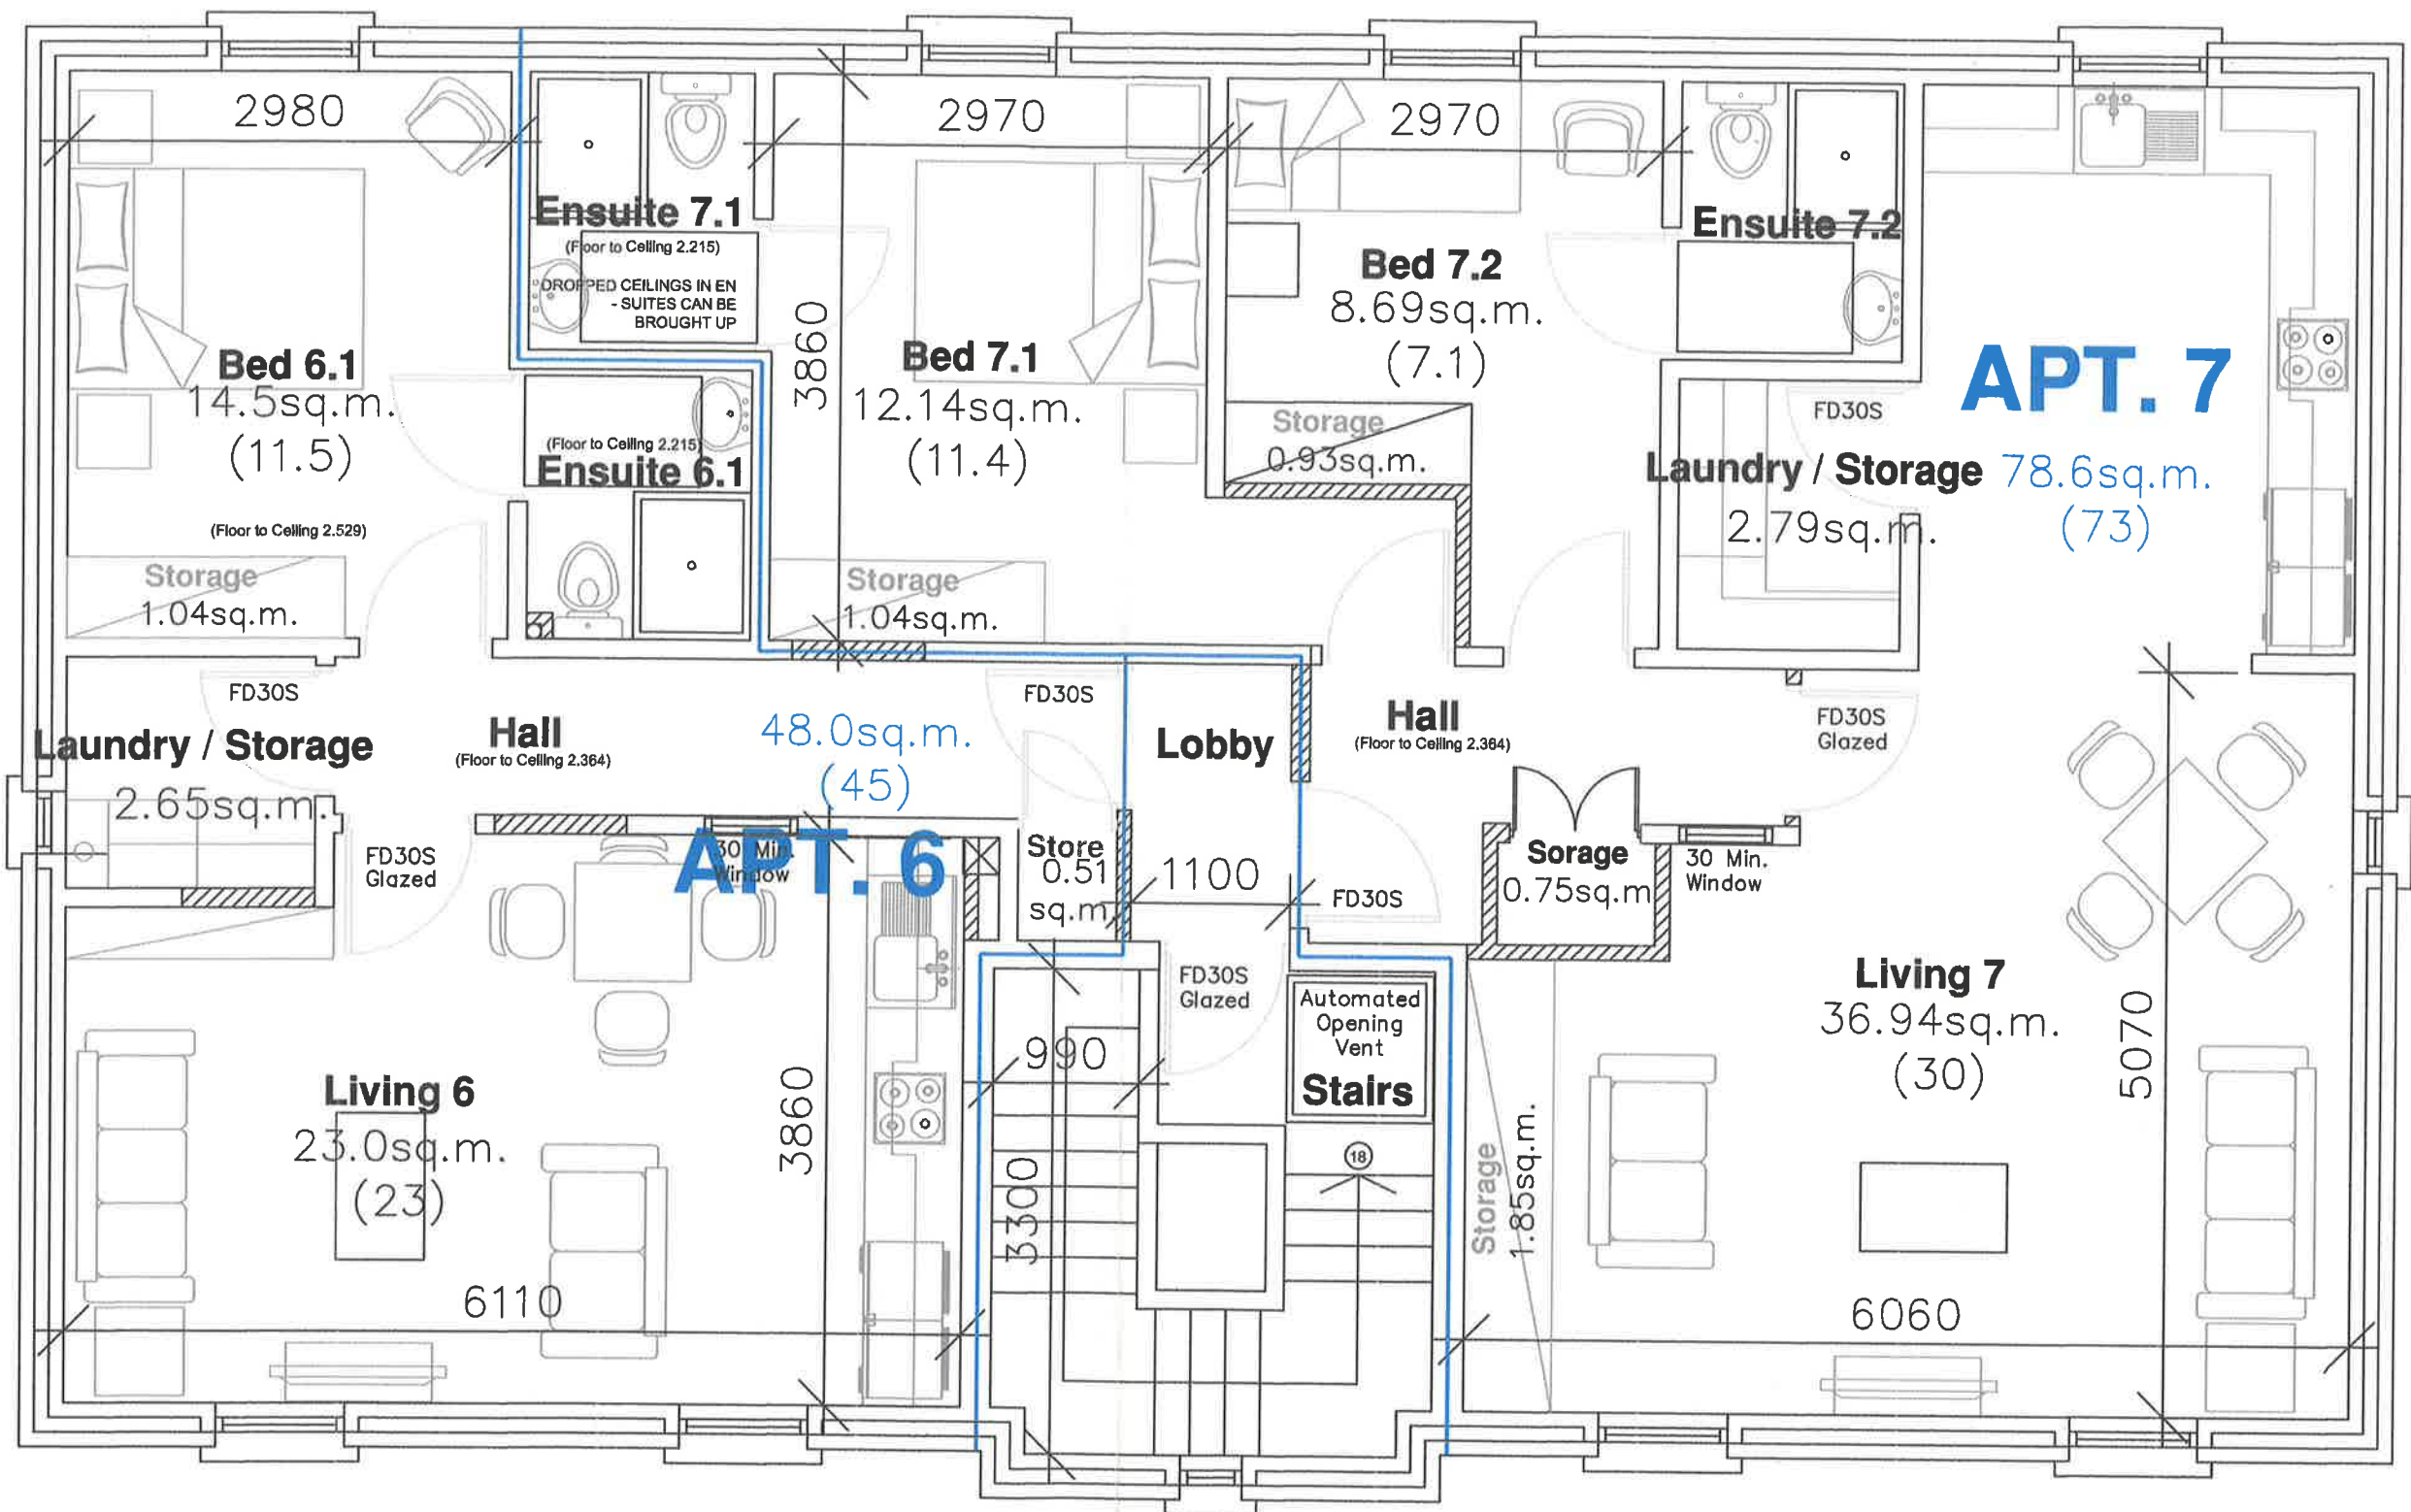 2980
2970
2970
Ensuite 7.1
(Floor to Ceiling 2.215)
DROPPED CEILINGS IN EN
- SUITES CAN BE
BROUGHT UP
Ensuite 7.2
Bed 6.1
14.5sq.m.
(11.5)
(Floor to Ceiling 2.529)
Storage
1.04sq.m.
(Floor to Ceiling 2.215)
Ensuite 6.1
3860
Bed 7.1
12.14sq.m.
(11.4)
Storage
1.04sq.m.
Bed 7.2
8.69sq.m.
(7.1)
Storage
0.93sq.m.
APT. 7
78.6sq.m.
(73)
FD30S
Laundry / Storage
2.79sq.m.
FD30S
Laundry / Storage
2.65sq.m.
Hall
(Floor to Ceiling 2.364)
48.0sq.m.
(45)
APT. 6
FD30S
Lobby
Hall
(Floor to Ceiling 2.364)
FD30S
Glazed
FD30S
Glazed
30 Min.
Window
Store
0.51
sq.m
1100
FD30S
Sorage
0.75sq.m
30 Min.
Window
FD30S
Glazed
Automated
Opening
Vent
Stairs
18
990
3300
Living 6
23.0sq.m.
(23)
3860
6110
Storage
1.85sq.m.
Living 7
36.94sq.m.
(30)
5070
6060